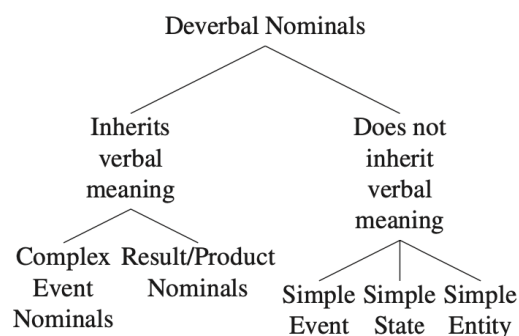 Deverbal Nominals
Inherits
verbal
meaning
Does not
inherit
verbal
meaning
Complex
Event
Nominals
Result/Product
Nominals
Simple
Event
Simple
State
Simple
Entity